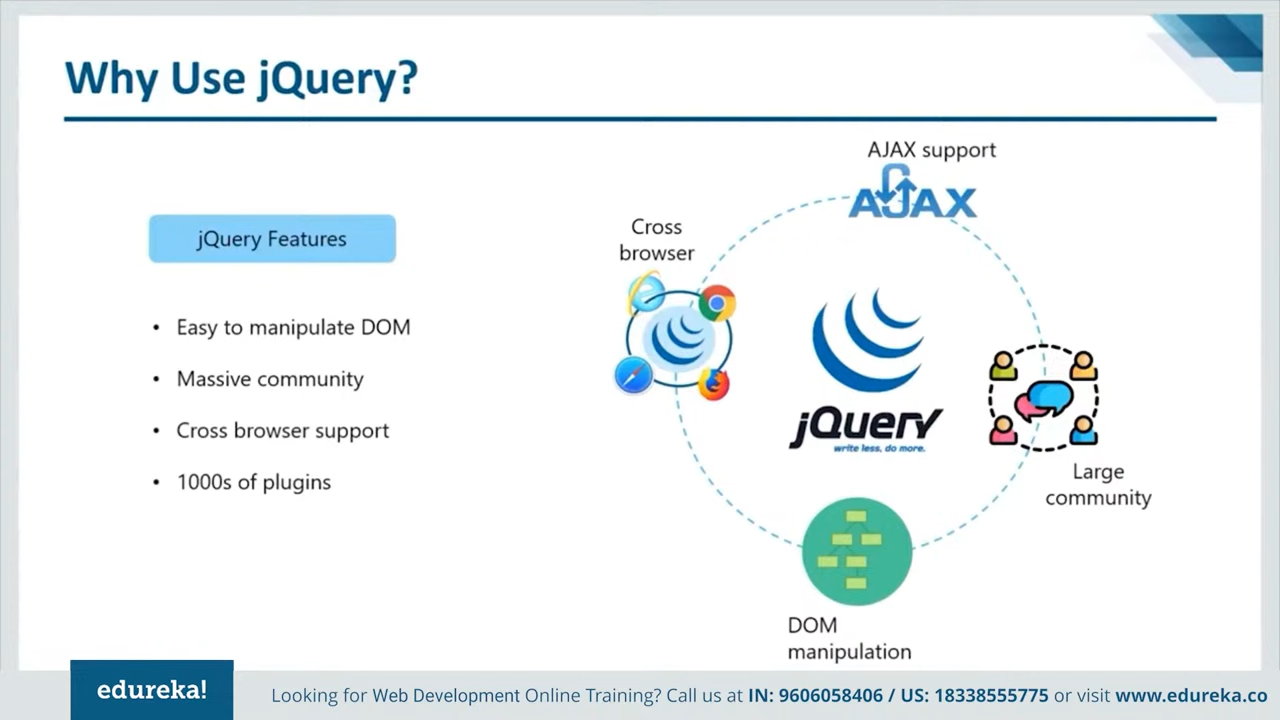 Why Use jQuery?
jQuery Features
• Easy to manipulate DOM
• Massive community
• Cross browser support
• 1000s of plugins
AJAX support
AJAX
Cross
browser
jQuery
write less, do more.
Large
community
DOM
manipulation
edureka!
Looking for Web Development Online Training? Call us at IN: 9606058406 / US: 18338555775 or visit www.edureka.co